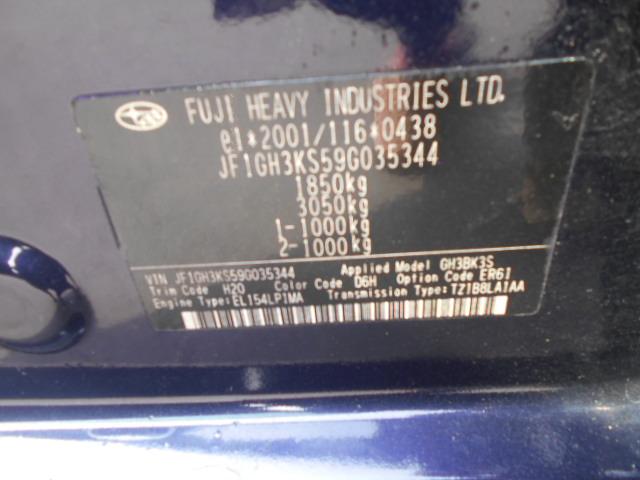 FUJI HEAVY INDUSTRIES LTD.
e1*2001/116*0438
JF1GH3KS59G035344
1850kg
3050kg
1-1000kg
2-1000kg
VIN JF1GH3KS59G035344 Applied Model GH3BK3S
Trim Code H20 Color Code D6H Option Code ER61
Engine Type:EL154LP1MA Transmission Type:TZ1B8LA1AA